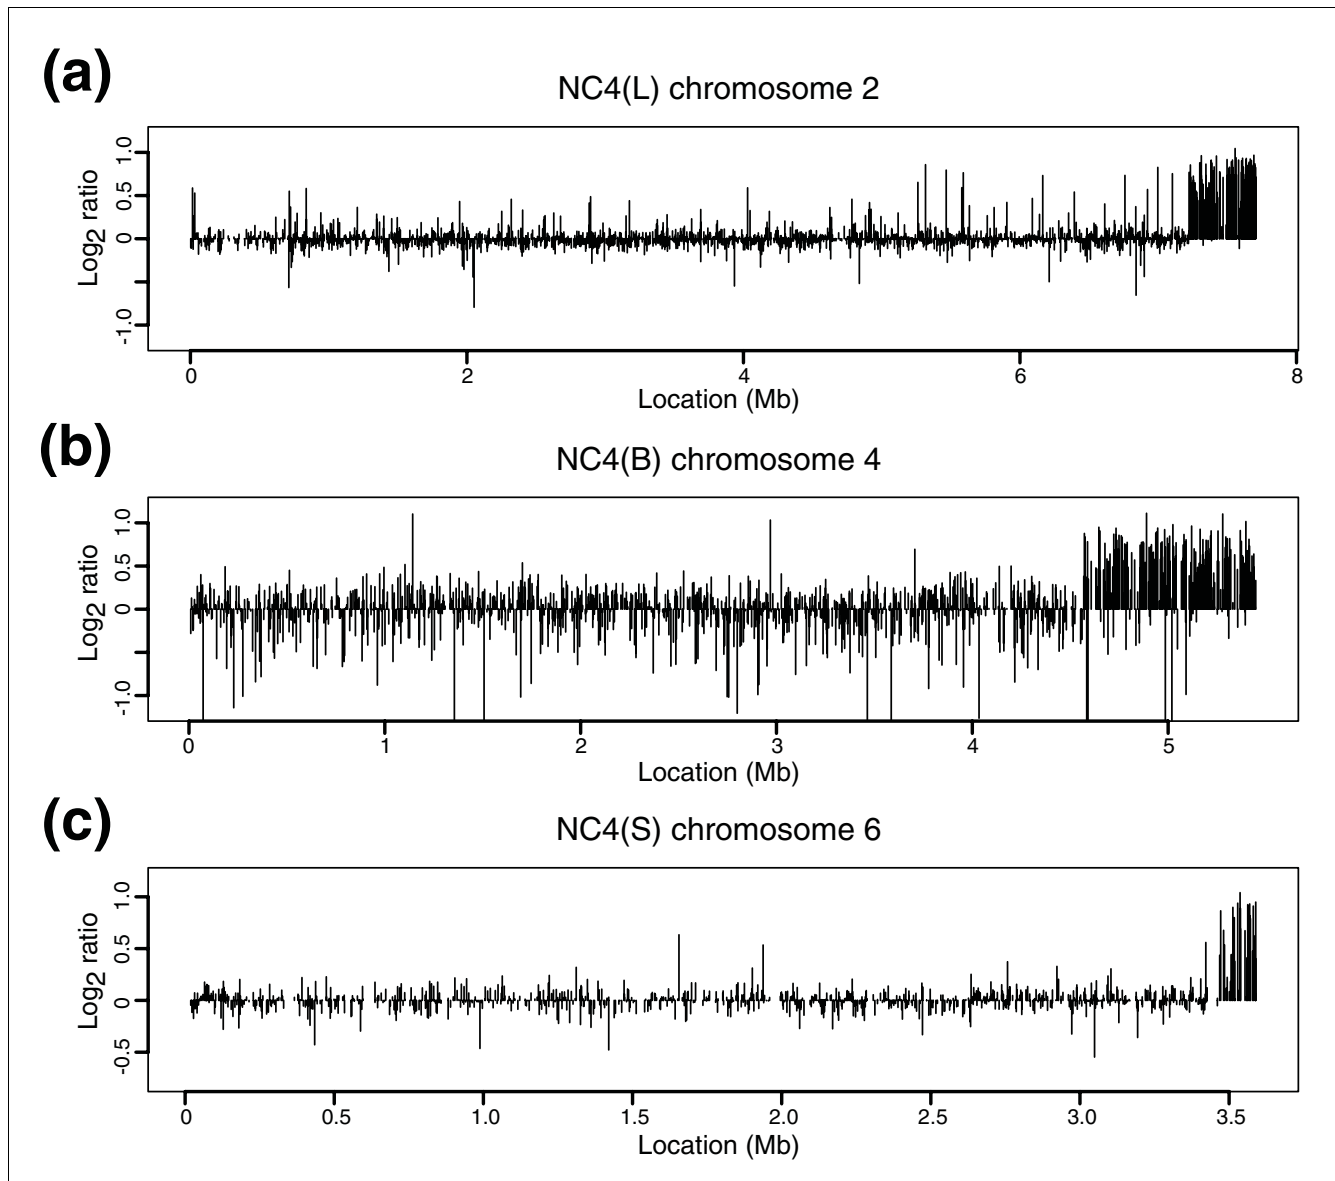 (a)
NC4(L) chromosome 2
Log2 ratio
1.0
0.5
0
-1.0
0 2 4 6 8
Location (Mb)
(b)
NC4(B) chromosome 4
Log2 ratio
1.0
0.5
0
-1.0
0 1 2 3 4 5
Location (Mb)
(c)
NC4(S) chromosome 6
Log2 ratio
1.0
0.5
0
-0.5
0 0.5 1.0 1.5 2.0 2.5 3.0 3.5
Location (Mb)